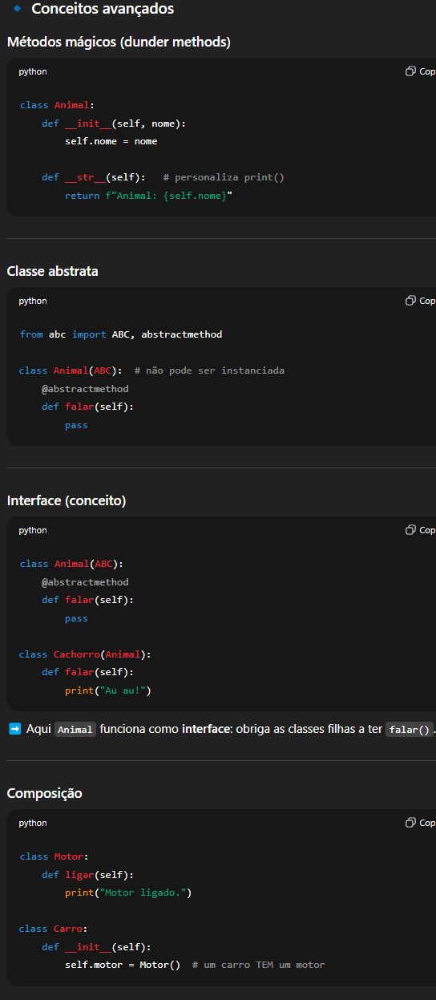 Conceitos avançados
Métodos mágicos (dunder methods)
python Cop
class Animal:
    def __init__(self, nome):
        self.nome = nome
    def __str__(self):   # personaliza print()
        return f"Animal: {self.nome}"
Classe abstrata
python Cop
from abc import ABC, abstractmethod
class Animal(ABC):  # não pode ser instanciada
    @abstractmethod
    def falar(self):
        pass
Interface (conceito)
python Cop
class Animal(ABC):
    @abstractmethod
    def falar(self):
        pass
class Cachorro(Animal):
    def falar(self):
        print("Au au!")
➡️ Aqui Animal funciona como interface: obriga as classes filhas a ter falar().
Composição
python Cop
class Motor:
    def ligar(self):
        print("Motor ligado.")
class Carro:
    def __init__(self):
        self.motor = Motor()  # um carro TEM um motor